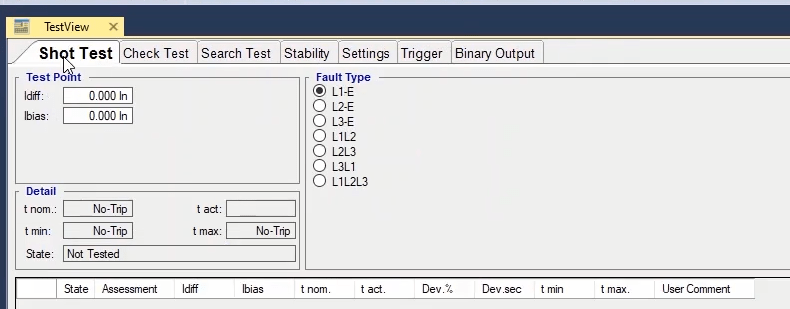 TestView
Shot Test Check Test Search Test Stability Settings Trigger Binary Output
Test Point
Idiff: 0.000 In
Ibias: 0.000 In
Fault Type
L1-E
L2-E
L3-E
L1L2
L2L3
L3L1
L1L2L3
Detail
t nom.: No-Trip t act:
t min: No-Trip t max: No-Trip
State: Not Tested
State Assessment Idiff Ibias t nom. t act. Dev.% Dev.sec t min t max. User Comment